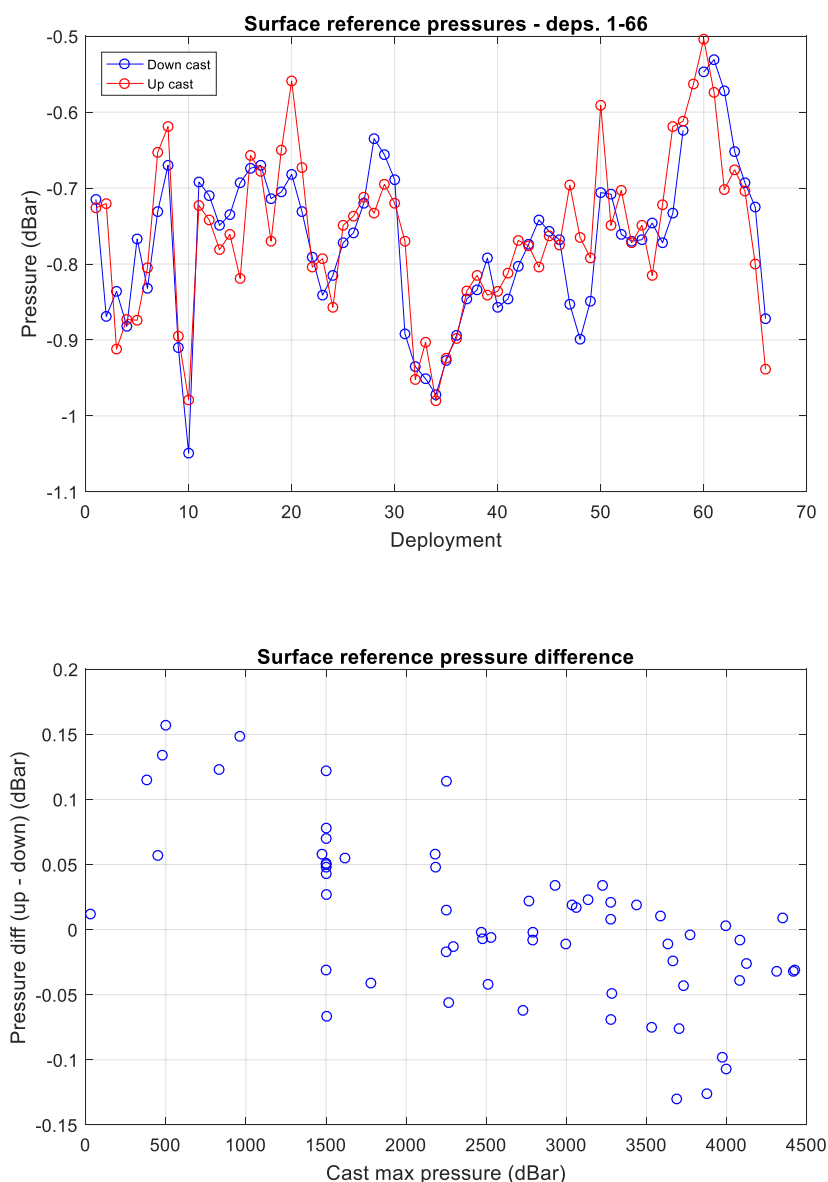 Surface reference pressures - deps. 1-66
-0.5
Down cast
Up cast
-0.6
-0.7
-0.8
-0.9
-1
-1.1
Pressure (dBar)
0 10 20 30 40 50 60 70
Deployment
Surface reference pressure difference
0.2
0.15
0.1
0.05
0
-0.05
-0.1
-0.15
Pressure diff (up - down) (dBar)
0 500 1000 1500 2000 2500 3000 3500 4000 4500
Cast max pressure (dBar)